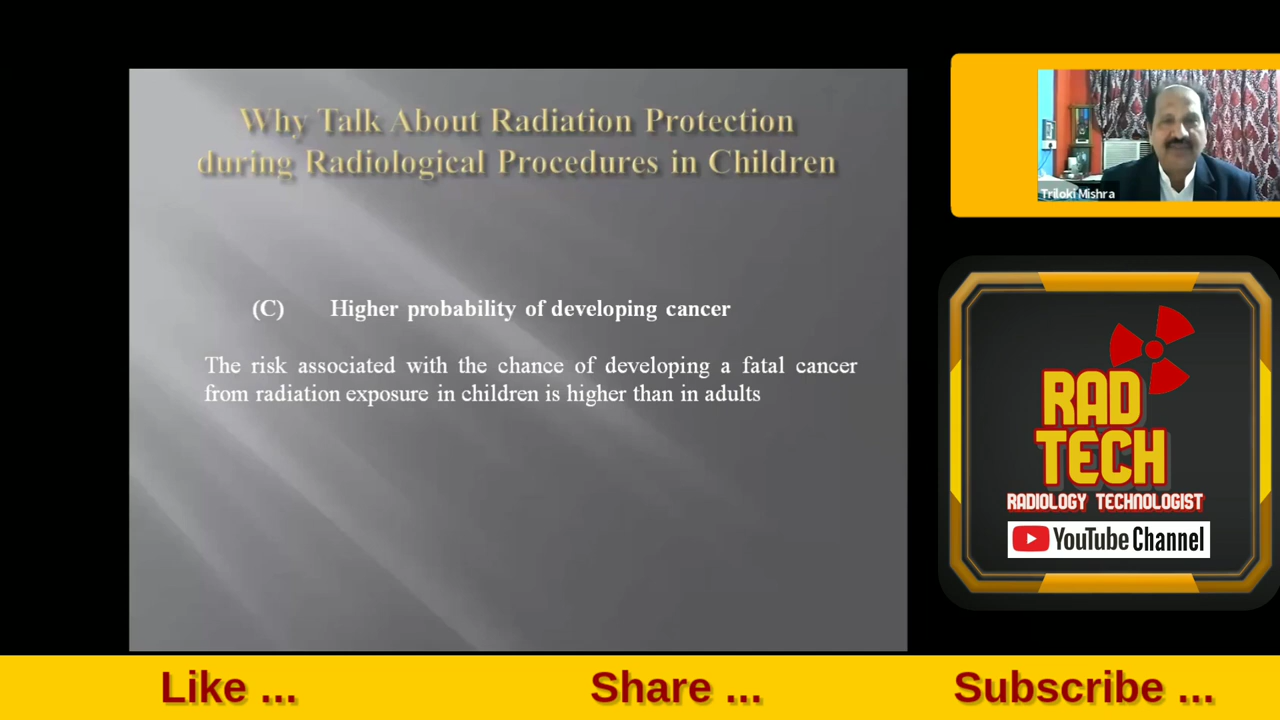 Why Talk About Radiation Protection
during Radiological Procedures in Children
(C) Higher probability of developing cancer
The risk associated with the chance of developing a fatal cancer
from radiation exposure in children is higher than in adults
Triloki Mishra
RAD
TECH
RADIOLOGY TECHNOLOGIST
YouTube Channel
Like ... Share ... Subscribe ...